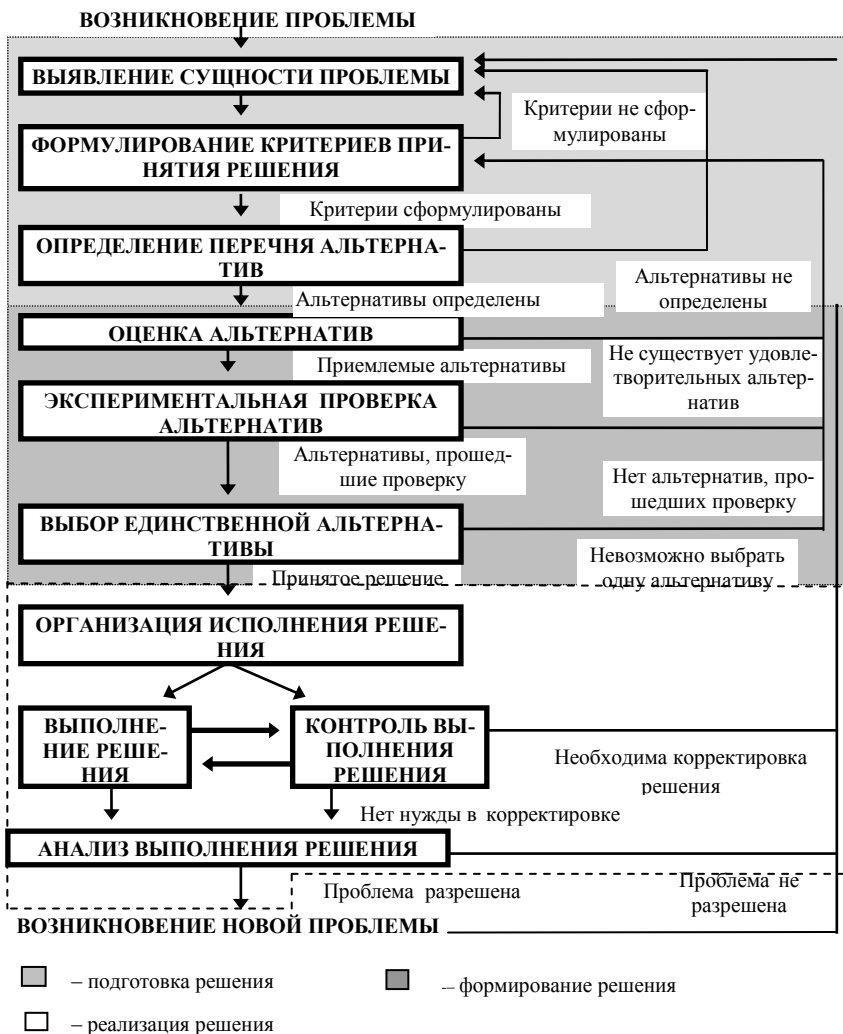 ВОЗНИКНОВЕНИЕ ПРОБЛЕМЫ
ВЫЯВЛЕНИЕ СУЩНОСТИ ПРОБЛЕМЫ
Критерии не сфор-
мулированы
ФОРМУЛИРОВАНИЕ КРИТЕРИЕВ ПРИ-
НЯТИЯ РЕШЕНИЯ
Критерии сформулированы
ОПРЕДЕЛЕНИЕ ПЕРЕЧНЯ АЛЬТЕРНА-
ТИВ
Альтернативы не
определены
Альтернативы определены
ОЦЕНКА АЛЬТЕРНАТИВ
Приемлемые альтернативы
Не существует удовле-
творительных альтер-
натив
ЭКСПЕРИМЕНТАЛЬНАЯ ПРОВЕРКА
АЛЬТЕРНАТИВ
Альтернативы, прошед-
шие проверку
Нет альтернатив, про-
шедших проверку
ВЫБОР ЕДИНСТВЕННОЙ АЛЬТЕРНА-
ТИВЫ
Невозможно выбрать
одну альтернативу
Принятое решение
ОРГАНИЗАЦИЯ ИСПОЛНЕНИЯ РЕШЕ-
НИЯ
ВЫПОЛНЕ-
НИЕ РЕШЕ-
НИЯ
КОНТРОЛЬ ВЫ-
ПОЛНЕНИЯ
РЕШЕНИЯ
Необходима корректировка
решения
Нет нужды в корректировке
АНАЛИЗ ВЫПОЛНЕНИЯ РЕШЕНИЯ
Проблема разрешена
Проблема не
разрешена
ВОЗНИКНОВЕНИЕ НОВОЙ ПРОБЛЕМЫ
– подготовка решения
– формирование решения
– реализация решения